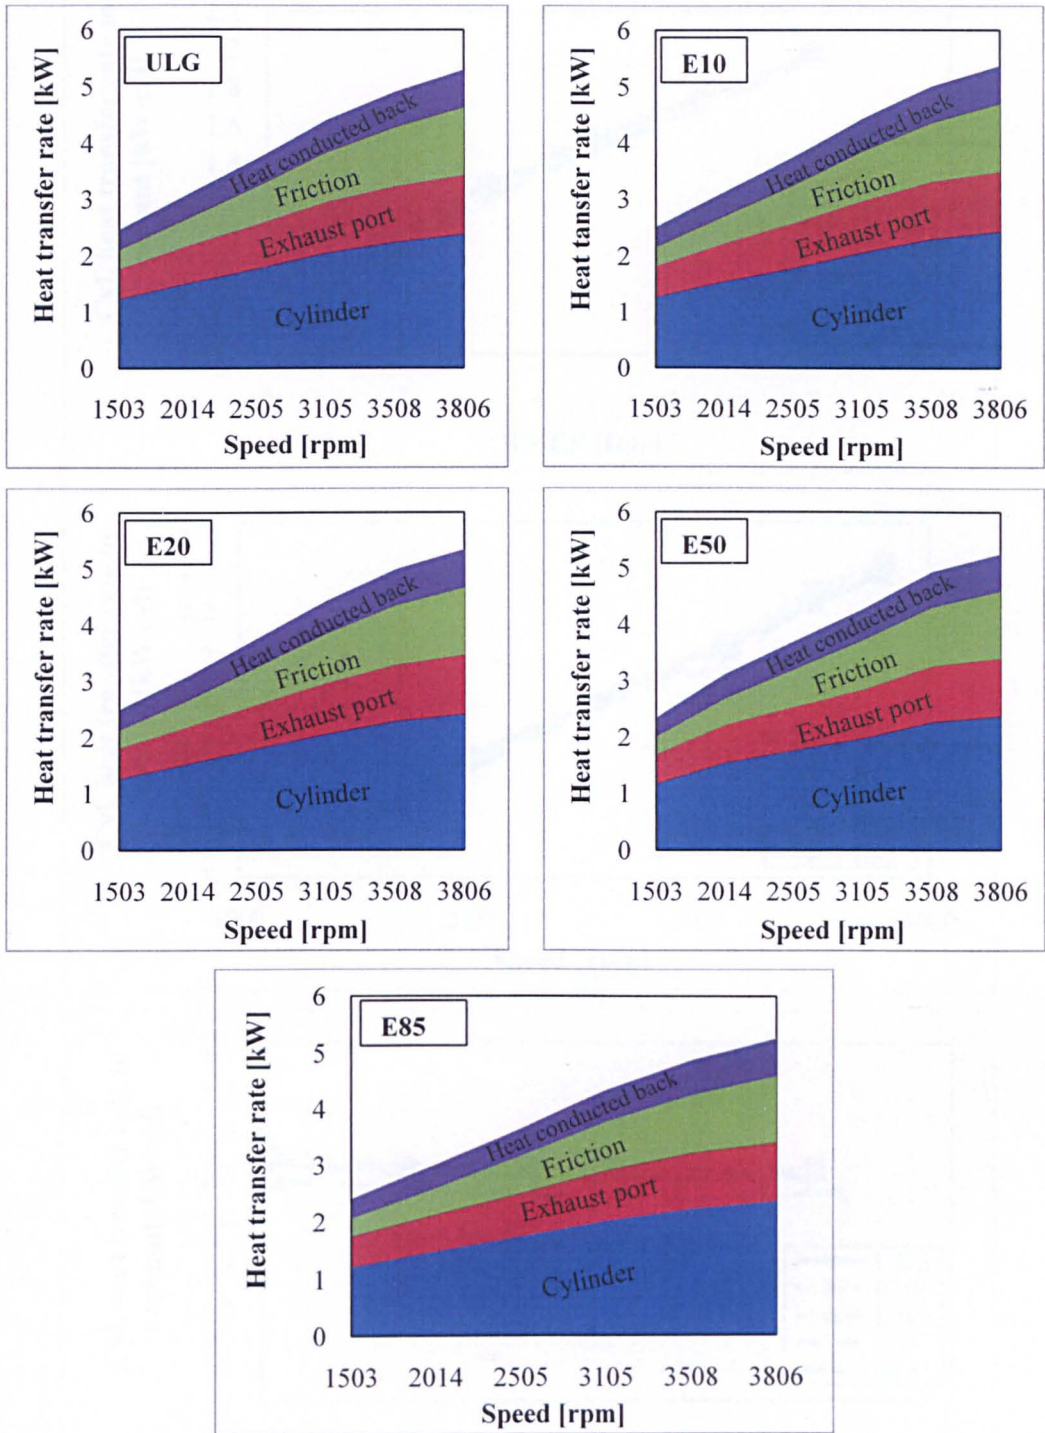 ULG
Heat transfer rate [kW]
6
5
4
3
2
1
0
Heat conducted back
Friction
Exhaust port
Cylinder
1503 2014 2505 3105 3508 3806
Speed [rpm]
E10
Heat tansfer rate [kW]
6
5
4
3
2
1
0
Heat conducted back
Friction
Exhaust port
Cylinder
1503 2014 2505 3105 3508 3806
Speed [rpm]
E20
Heat transfer rate [kW]
6
5
4
3
2
1
0
Heat conducted back
Friction
Exhaust port
Cylinder
1503 2014 2505 3105 3508 3806
Speed [rpm]
E50
Heat transfer rate [kW]
6
5
4
3
2
1
0
Heat conducted back
Friction
Exhaust port
Cylinder
1503 2014 2505 3105 3508 3806
Speed [rpm]
E85
Heat transfer rate [kW]
6
5
4
3
2
1
0
Heat conducted back
Friction
Exhaust port
Cylinder
1503 2014 2505 3105 3508 3806
Speed [rpm]